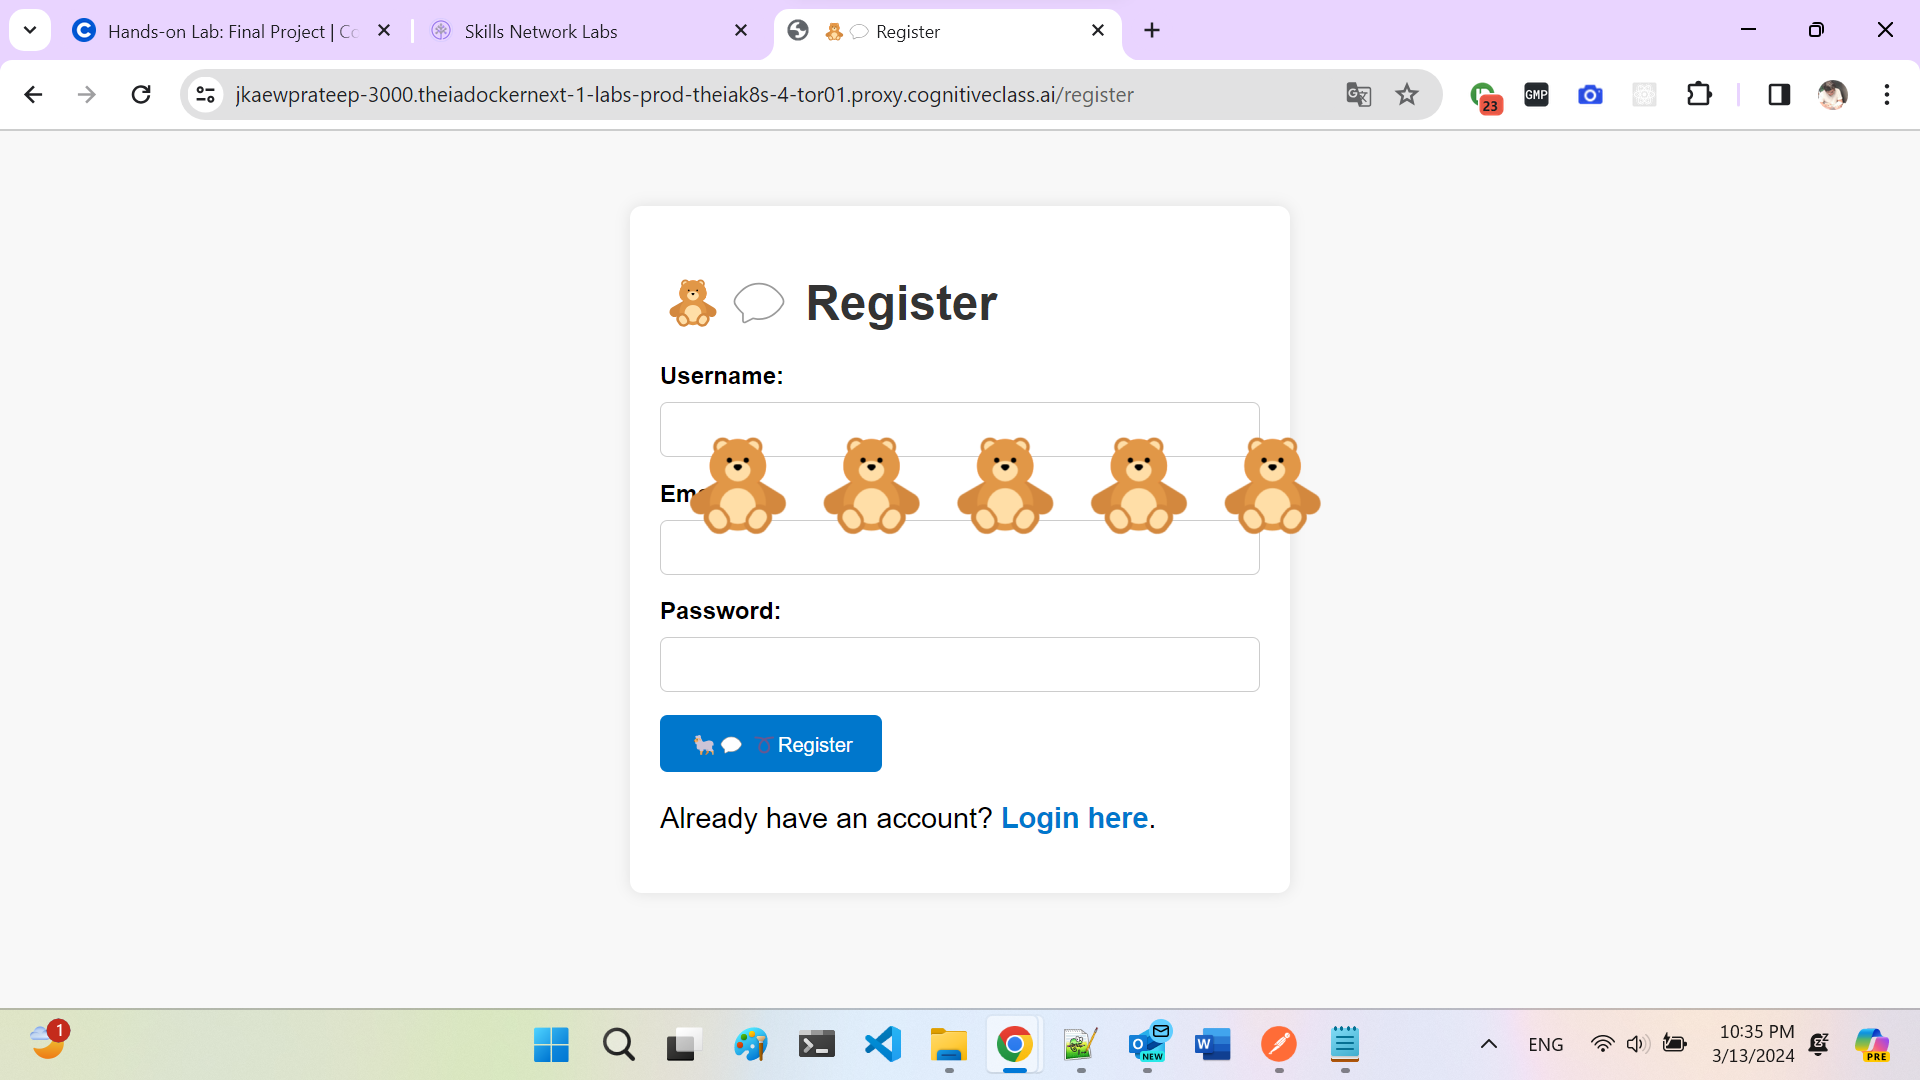 Hands-on Lab: Final Project | Co
Skills Network Labs
🧸💬 Register
jkaewprateep-3000.theiadockernext-1-labs-prod-theiak8s-4-tor01.proxy.cognitiveclass.ai/register
23
GMP
🧸💬 Register
Username:
Em
Password:
Register
Already have an account? Login here.
1
NEW
W
ENG
10:35 PM
3/13/2024
PRE